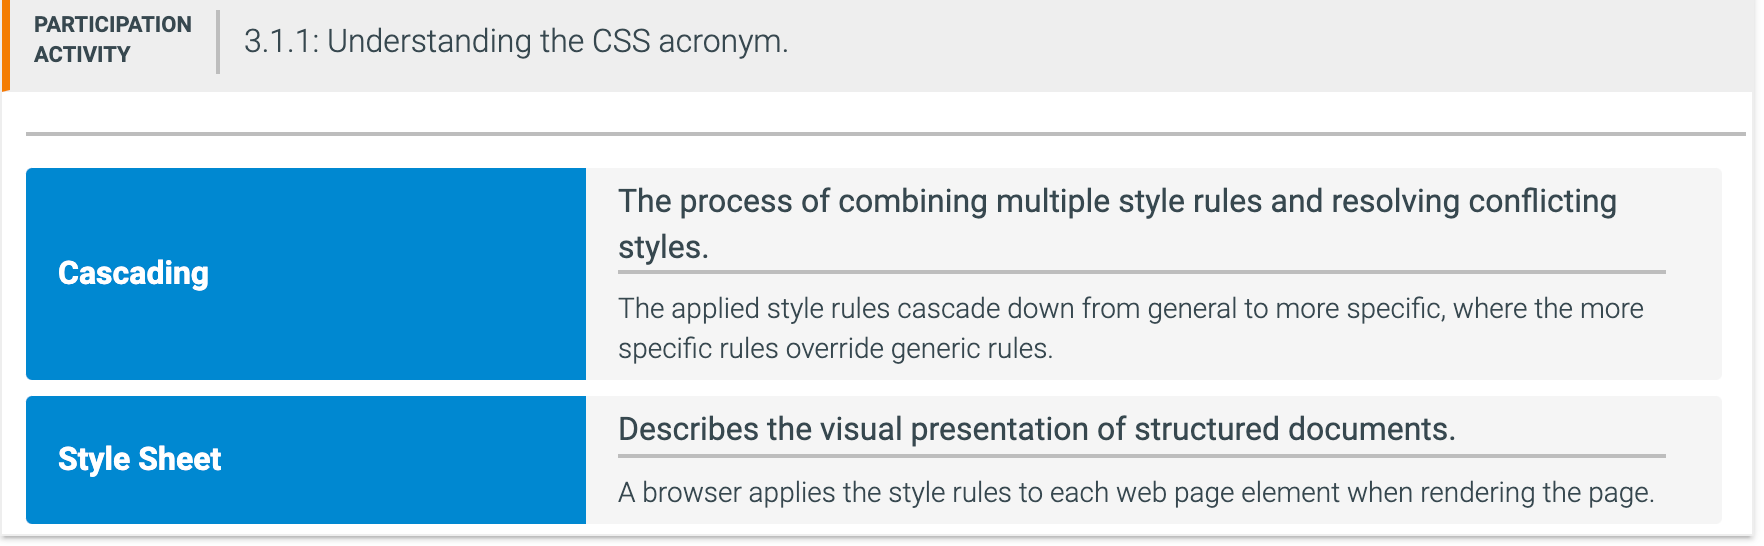 PARTICIPATION
ACTIVITY
3.1.1: Understanding the CSS acronym.
Cascading
The process of combining multiple style rules and resolving conflicting
styles.
The applied style rules cascade down from general to more specific, where the more
specific rules override generic rules.
Style Sheet
Describes the visual presentation of structured documents.
A browser applies the style rules to each web page element when rendering the page.